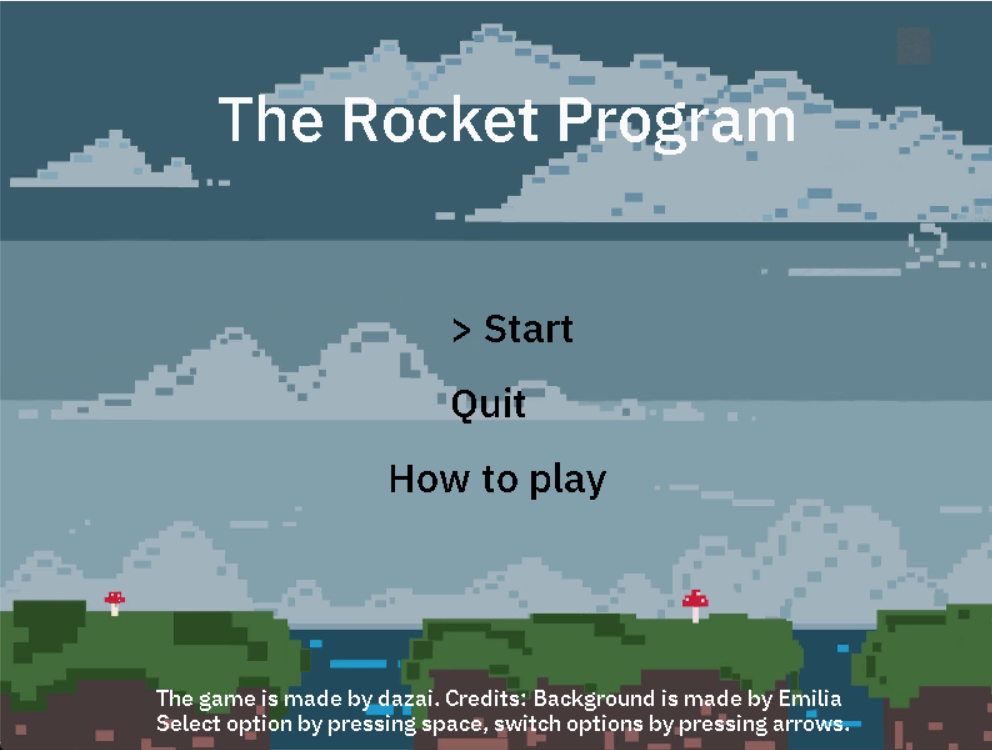 The Rocket Program
> Start
Quit
How to play
The game is made by dazai. Credits: Background is made by Emilia
Select option by pressing space, switch options by pressing arrows.